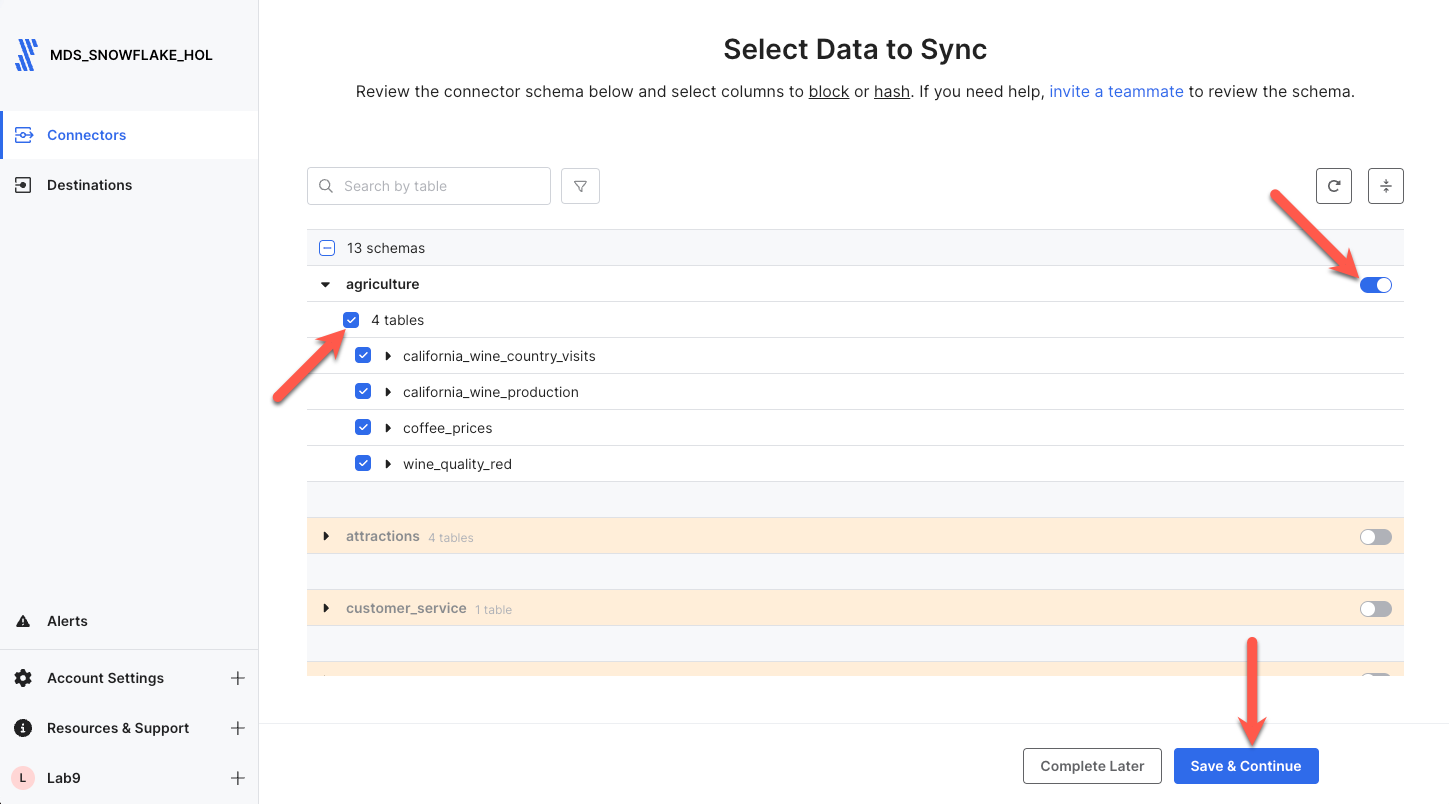 MDS_SNOWFLAKE_HOL
Connectors
Destinations
Alerts
Account Settings
Resources & Support
L
Lab9
Select Data to Sync
Review the connector schema below and select columns to block or hash. If you need help, invite a teammate to review the schema.
Search by table
13 schemas
agriculture
4 tables
california_wine_country_visits
california_wine_production
coffee_prices
wine_quality_red
attractions 4 tables
customer_service 1 table
Complete Later
Save & Continue